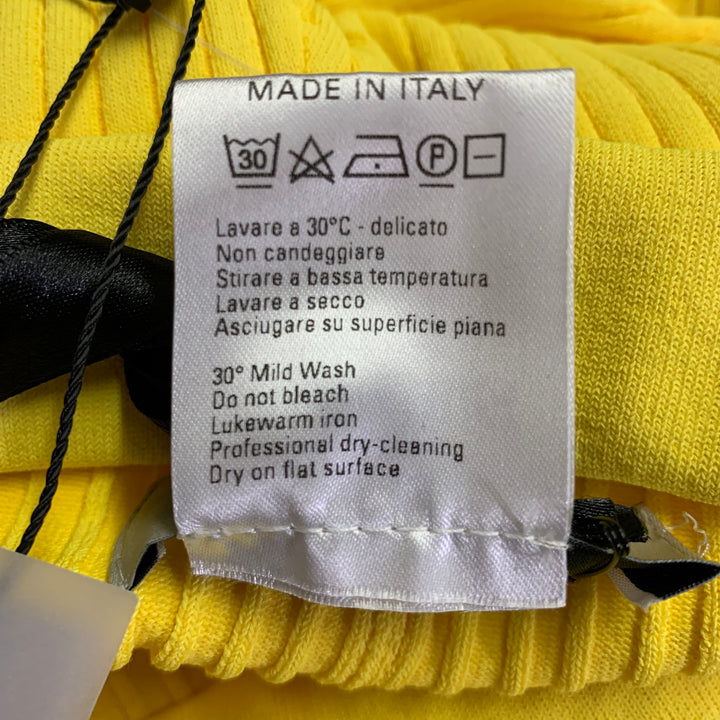 MADE IN ITALY
30 P
Lavare a 30°C - delicato
Non candeggiare
Stirare a bassa temperatura
Lavare a secco
Asciugare su superficie piana
30° Mild Wash
Do not bleach
Lukewarm iron
Professional dry-cleaning
Dry on flat surface